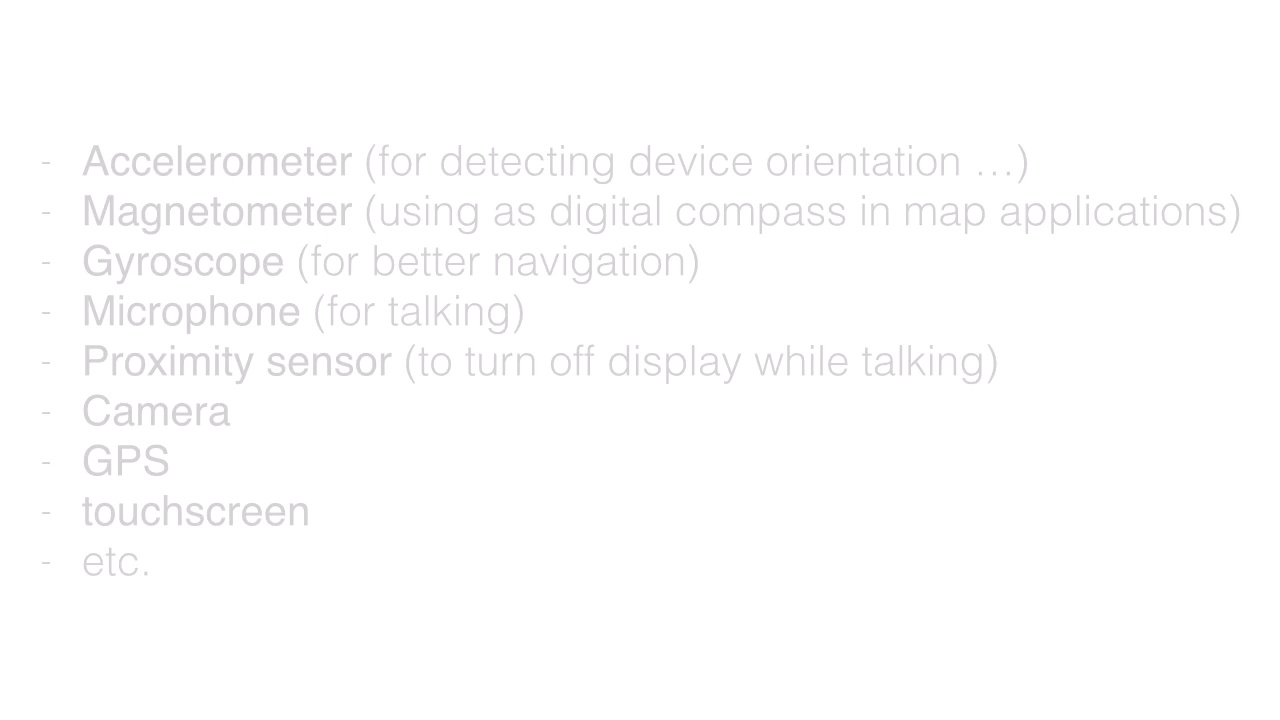 - Accelerometer (for detecting device orientation …)
- Magnetometer (using as digital compass in map applications)
- Gyroscope (for better navigation)
- Microphone (for talking)
- Proximity sensor (to turn off display while talking)
- Camera
- GPS
- touchscreen
- etc.